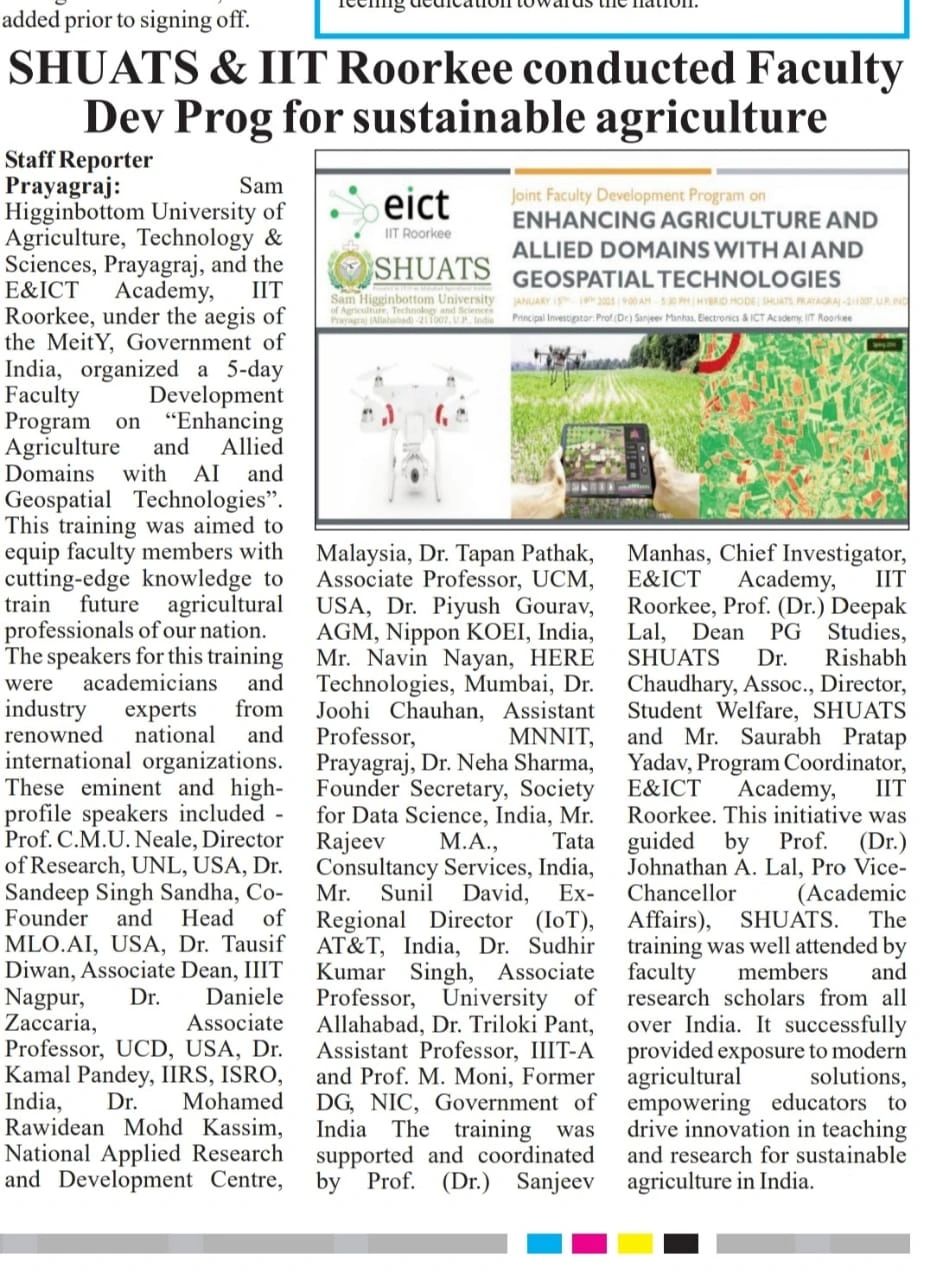 added prior to signing off.
feeling dedication towards the nation.
SHUATS & IIT Roorkee conducted Faculty
Dev Prog for sustainable agriculture
Staff Reporter
Prayagraj: Sam
Higginbottom University of
Agriculture, Technology &
Sciences, Prayagraj, and the
E&ICT Academy, IIT
Roorkee, under the aegis of
the MeitY, Government of
India, organized a 5-day
Faculty Development
Program on “Enhancing
Agriculture and Allied
Domains with AI and
Geospatial Technologies”.
This training was aimed to
equip faculty members with
cutting-edge knowledge to
train future agricultural
professionals of our nation.
The speakers for this training
were academicians and
industry experts from
renowned national and
international organizations.
These eminent and high-
profile speakers included -
Prof. C.M.U. Neale, Director
of Research, UNL, USA, Dr.
Sandeep Singh Sandha, Co-
Founder and Head of
MLO.AI, USA, Dr. Tausif
Diwan, Associate Dean, IIIT
Nagpur, Dr. Daniele
Zaccaria, Associate
Professor, UCD, USA, Dr.
Kamal Pandey, IIRS, ISRO,
India, Dr. Mohamed
Rawidean Mohd Kassim,
National Applied Research
and Development Centre,
eict
IIT Roorkee
SHUATS
Sam Higginbottom University
of Agriculture, Technology and Sciences
Prayagraj (Allahabad) -211007, U.P., India
Joint Faculty Development Program on
ENHANCING AGRICULTURE AND
ALLIED DOMAINS WITH AI AND
GEOSPATIAL TECHNOLOGIES
JANUARY 15TH - 19TH 2025 | 9:00 AM - 5:30 PM | HYBRID MODE | SHUATS, PRAYAGRAJ -211007, U.P. IND
Principal Investigator: Prof.(Dr.) Sanjeev Manhas, Electronics & ICT Academy, IIT Roorkee
Malaysia, Dr. Tapan Pathak,
Associate Professor, UCM,
USA, Dr. Piyush Gourav,
AGM, Nippon KOEI, India,
Mr. Navin Nayan, HERE
Technologies, Mumbai, Dr.
Joohi Chauhan, Assistant
Professor, MNNIT,
Prayagraj, Dr. Neha Sharma,
Founder Secretary, Society
for Data Science, India, Mr.
Rajeev M.A., Tata
Consultancy Services, India,
Mr. Sunil David, Ex-
Regional Director (IoT),
AT&T, India, Dr. Sudhir
Kumar Singh, Associate
Professor, University of
Allahabad, Dr. Triloki Pant,
Assistant Professor, IIIT-A
and Prof. M. Moni, Former
DG, NIC, Government of
India The training was
supported and coordinated
by Prof. (Dr.) Sanjeev
Manhas, Chief Investigator,
E&ICT Academy, IIT
Roorkee, Prof. (Dr.) Deepak
Lal, Dean PG Studies,
SHUATS Dr. Rishabh
Chaudhary, Assoc., Director,
Student Welfare, SHUATS
and Mr. Saurabh Pratap
Yadav, Program Coordinator,
E&ICT Academy, IIT
Roorkee. This initiative was
guided by Prof. (Dr.)
Johnathan A. Lal, Pro Vice-
Chancellor (Academic
Affairs), SHUATS. The
training was well attended by
faculty members and
research scholars from all
over India. It successfully
provided exposure to modern
agricultural solutions,
empowering educators to
drive innovation in teaching
and research for sustainable
agriculture in India.